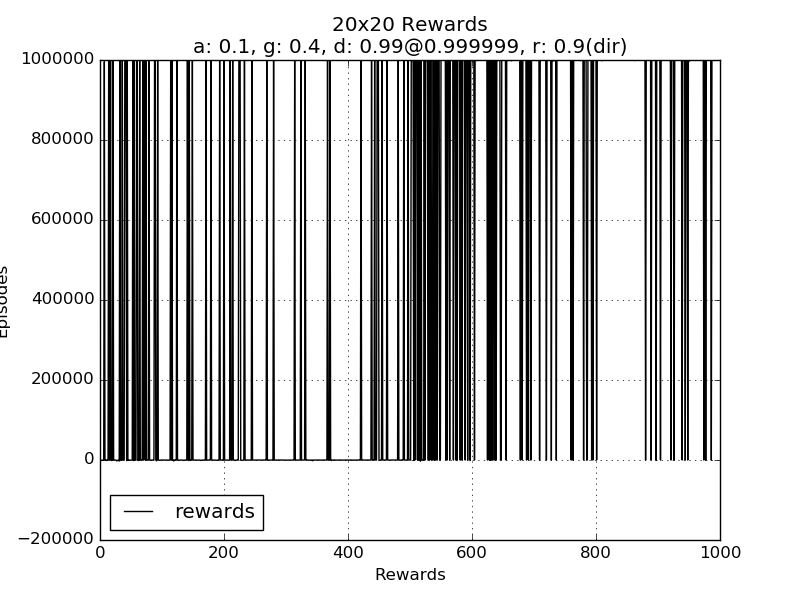 20x20 Rewards
a: 0.1, g: 0.4, d: 0.99@0.999999, r: 0.9(dir)
1000000
800000
600000
400000
200000
0
−200000
Episodes
rewards
0 200 400 600 800 1000
Rewards